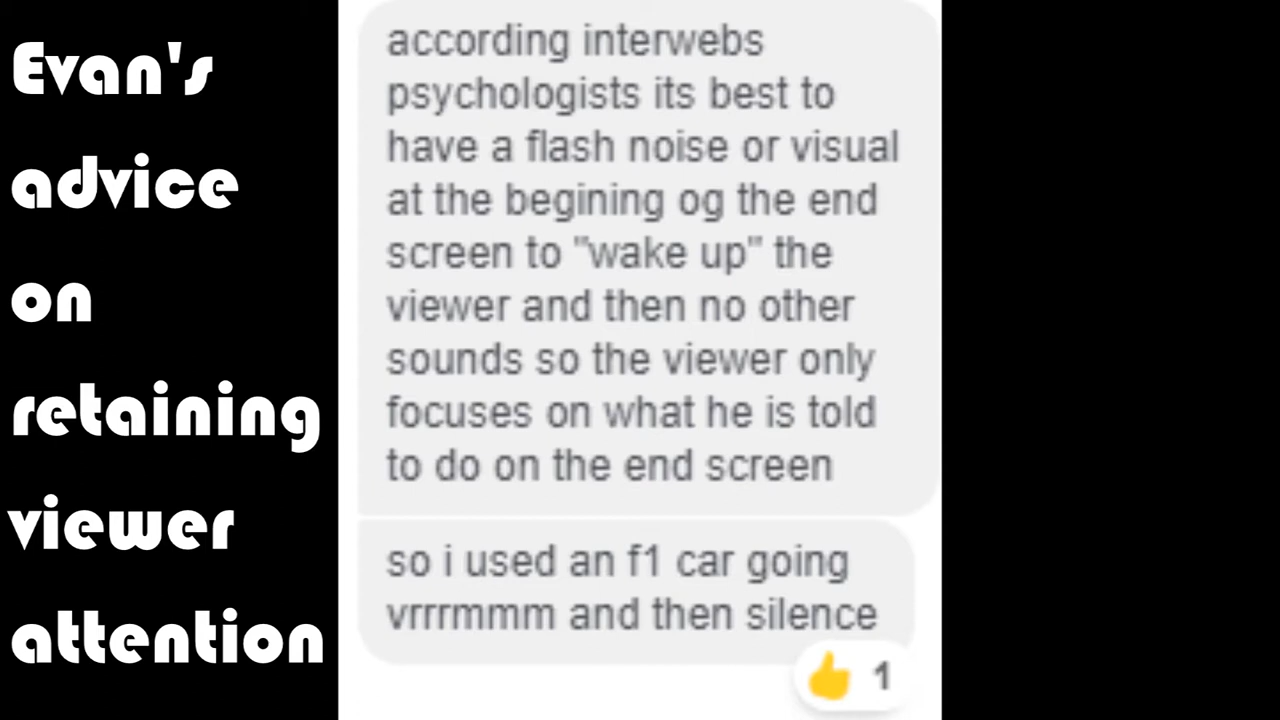 Evan's
advice
on
retaining
viewer
attention
according interwebs
psychologists its best to
have a flash noise or visual
at the begining og the end
screen to "wake up" the
viewer and then no other
sounds so the viewer only
focuses on what he is told
to do on the end screen
so i used an f1 car going
vrrrmmm and then silence
👍 1